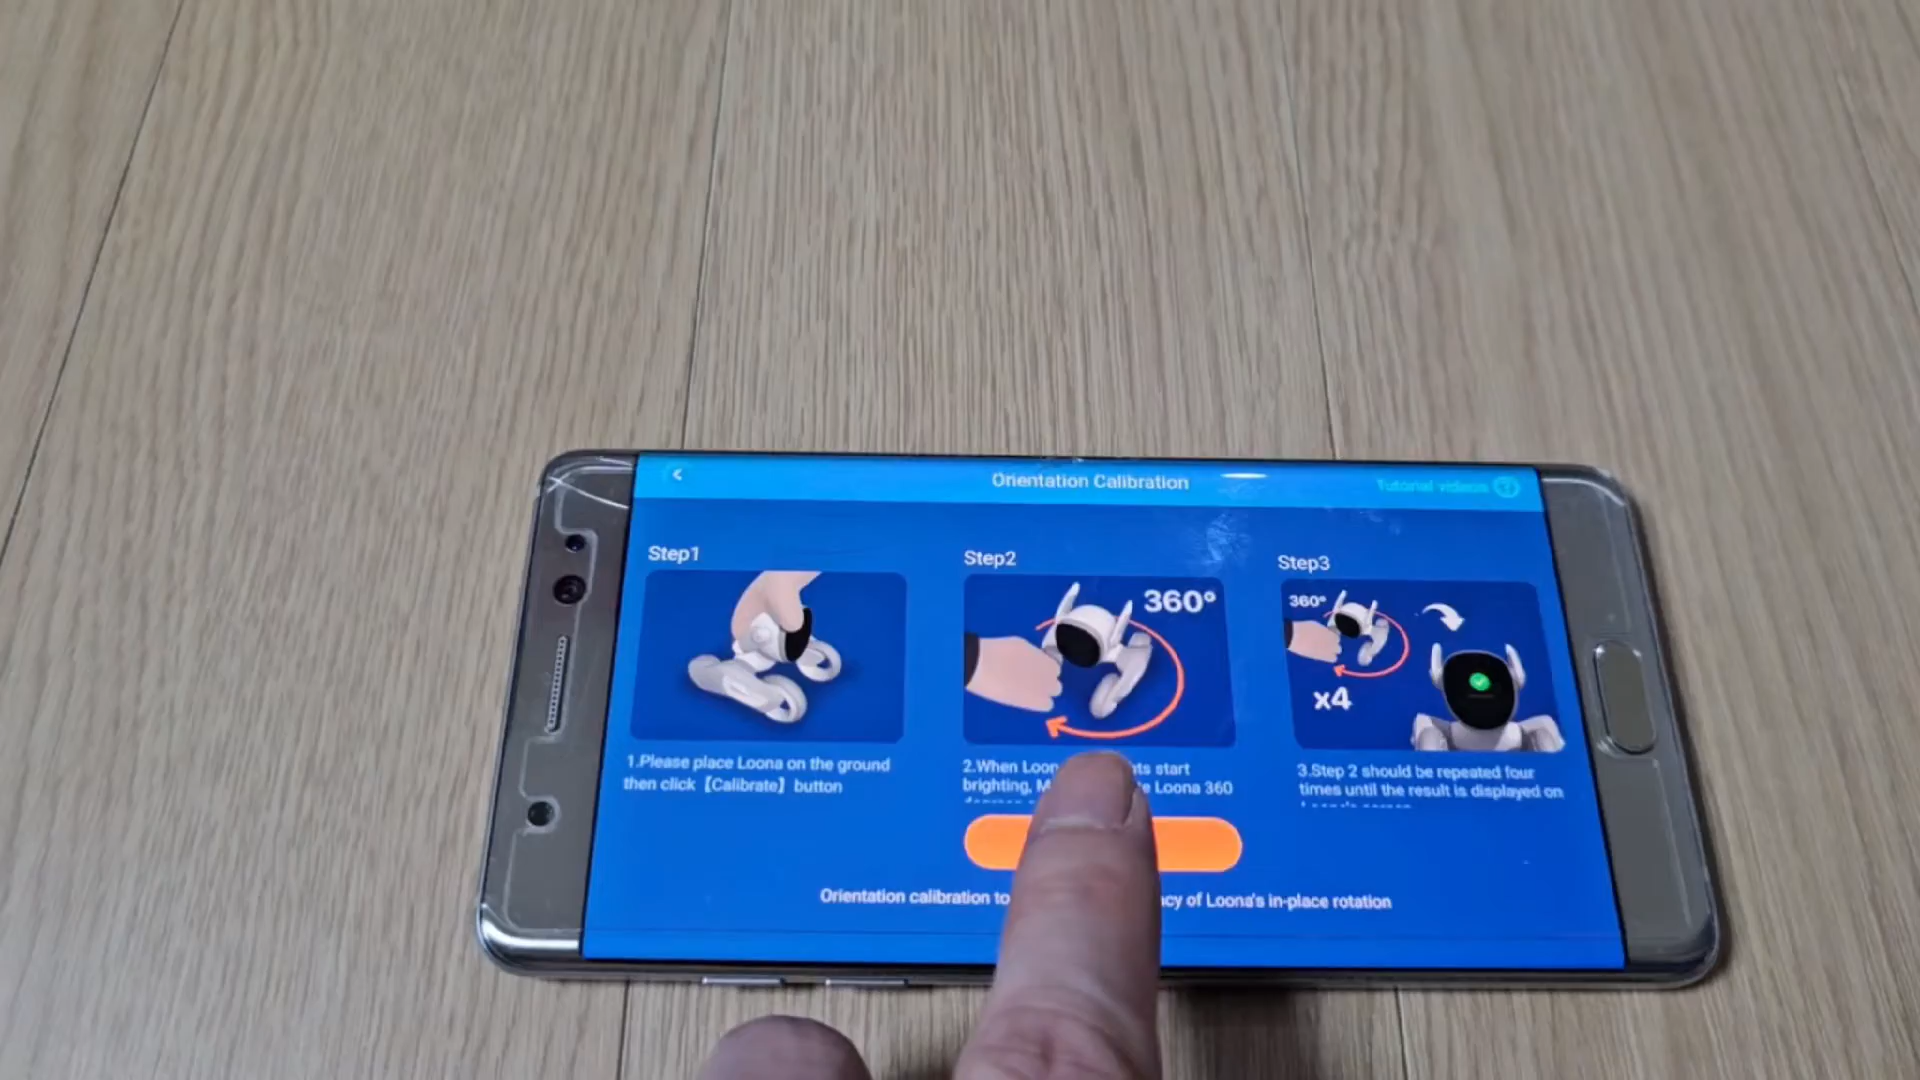 Orientation Calibration
Tutorial videos
Step1
Step2
Step3
360°
360°
x4
1.Please place Loona on the ground
then click【Calibrate】button
2.When
ts start
brighting,
Loona 360
3.Step 2 should be repeated four
times until the result is displayed on
Orientation calibration to
cy of Loona's in-place rotation